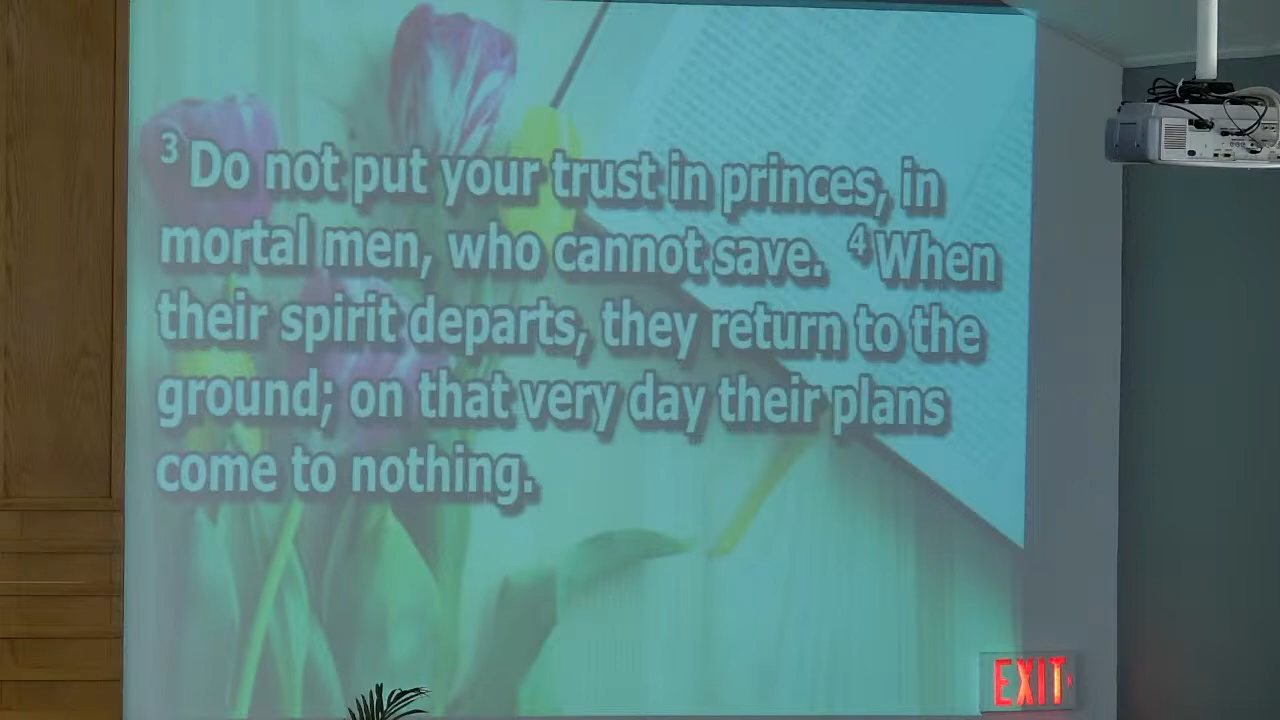 3 Do not put your trust in princes, in
mortal men, who cannot save. 4 When
their spirit departs, they return to the
ground; on that very day their plans
come to nothing.
EXIT